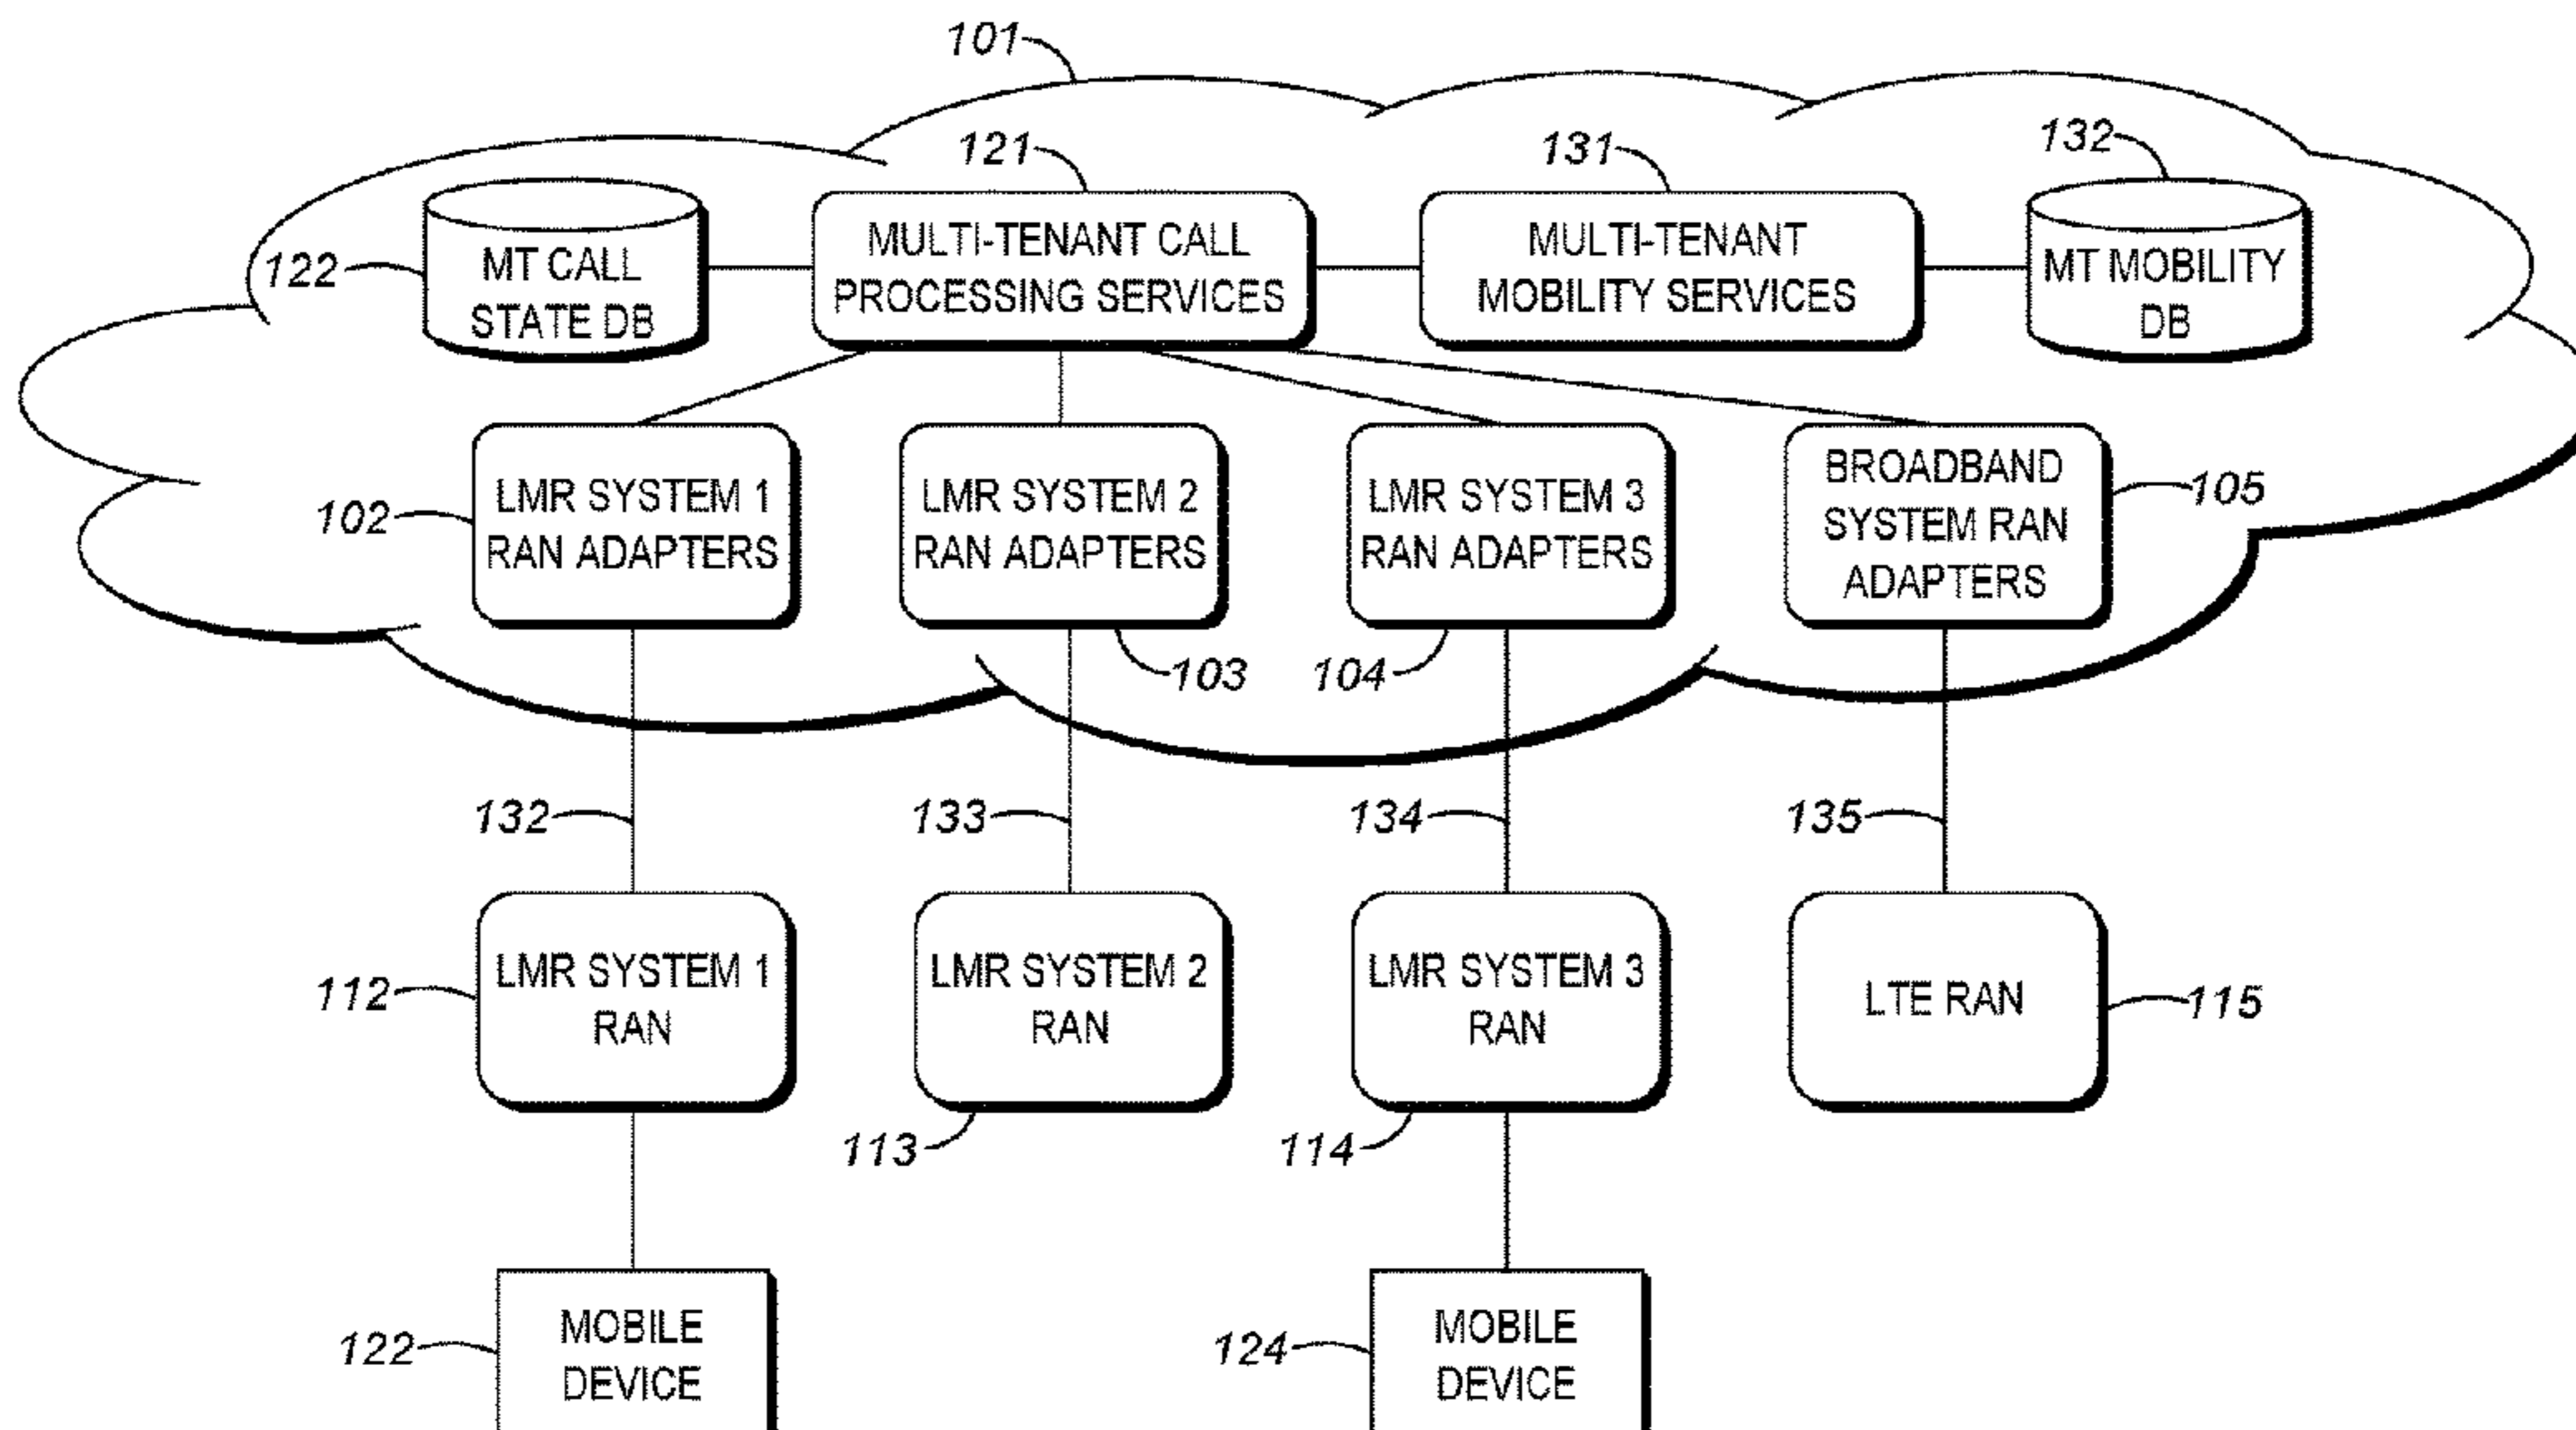 101
121
131
132
122
MT CALL
STATE DB
MULTI-TENANT CALL
PROCESSING SERVICES
MULTI-TENANT
MOBILITY SERVICES
MT MOBILITY
DB
102
LMR SYSTEM 1
RAN ADAPTERS
LMR SYSTEM 2
RAN ADAPTERS
LMR SYSTEM 3
RAN ADAPTERS
BROADBAND
SYSTEM RAN
ADAPTERS
105
103
104
132
133
134
135
112
LMR SYSTEM 1
RAN
LMR SYSTEM 2
RAN
LMR SYSTEM 3
RAN
LTE RAN
115
113
114
122
MOBILE
DEVICE
124
MOBILE
DEVICE